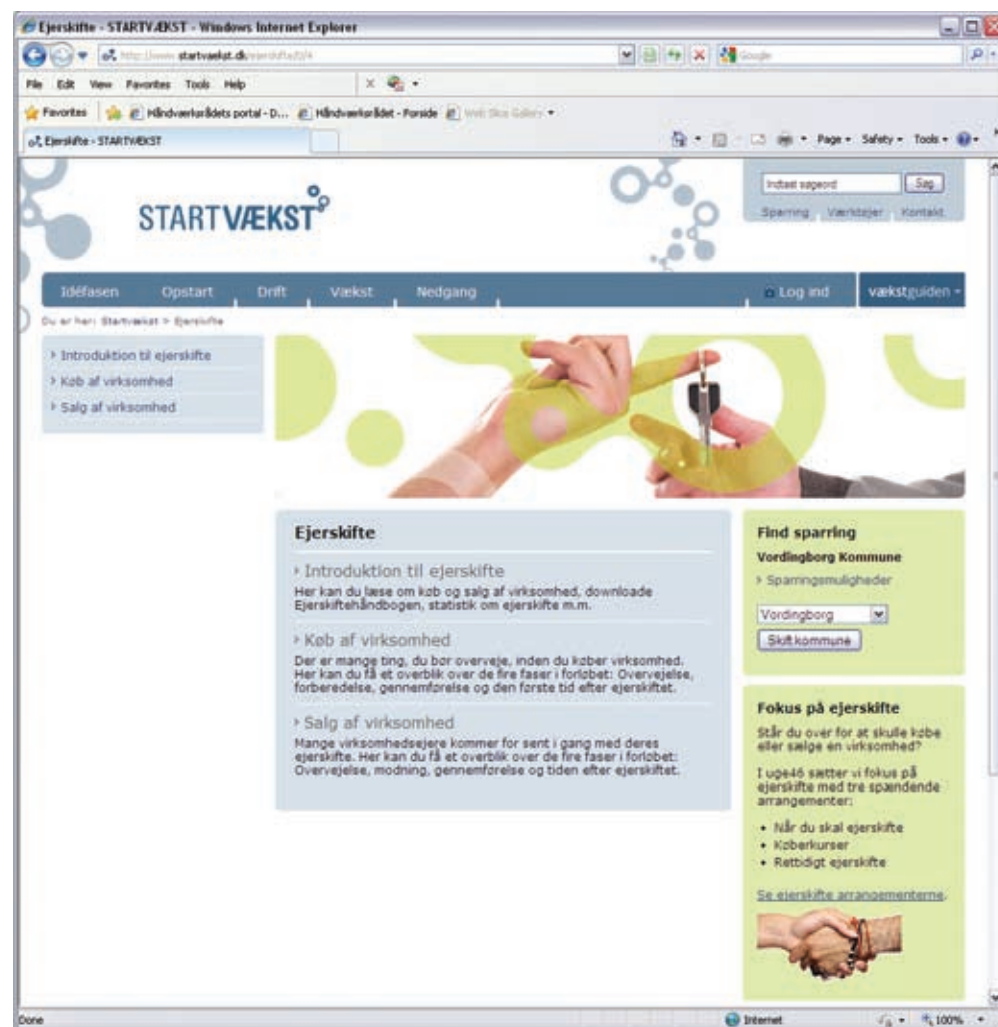 Ejerskifte - STARTVÆKST - Windows Internet Explorer
http://www.startvaekst.dk/ejerskifte/0/4
Google
File Edit View Favorites Tools Help
Favorites Håndværksrådets portal - D... Håndværksrådet - Forside Web Slice Gallery
Ejerskifte - STARTVÆKST
Page Safety Tools
STARTVÆKST
Indtast søgeord Søg
Sparring Værktøjer Kontakt
Idéfasen Opstart Drift Vækst Nedgang Log ind vækstguiden
Du er her: Startvækst > Ejerskifte
Introduktion til ejerskifte
Køb af virksomhed
Salg af virksomhed
Ejerskifte
Introduktion til ejerskifte
Her kan du læse om køb og salg af virksomhed, downloade
Ejerskiftehåndbogen, statistik om ejerskifte m.m.
Køb af virksomhed
Der er mange ting, du bør overveje, inden du køber virksomhed.
Her kan du få et overblik over de fire faser i forløbet: Overvejelse,
forberedelse, gennemførelse og den første tid efter ejerskiftet.
Salg af virksomhed
Mange virksomhedsejere kommer for sent i gang med deres
ejerskifte. Her kan du få et overblik over de fire faser i forløbet:
Overvejelse, modning, gennemførelse og tiden efter ejerskiftet.
Find sparring
Vordingborg Kommune
Sparringsmuligheder
Vordingborg
Skift kommune
Fokus på ejerskifte
Står du over for at skulle købe
eller sælge en virksomhed?
I uge46 sætter vi fokus på
ejerskifte med tre spændende
arrangementer:
• Når du skal ejerskifte
• Køberkurser
• Rettidigt ejerskifte
Se ejerskifte arrangementerne.
Done Internet 100%